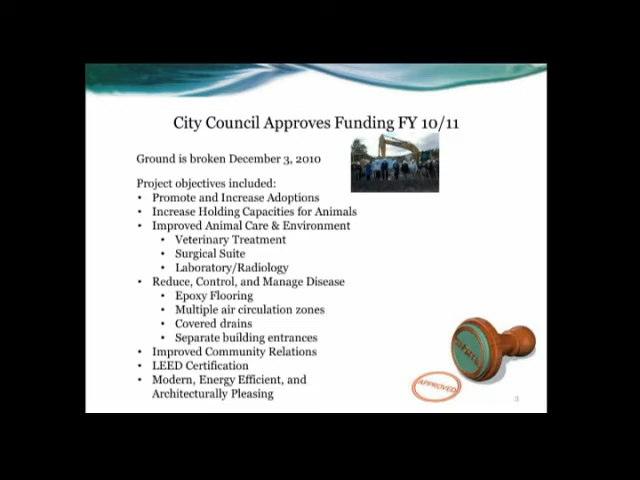 City Council Approves Funding FY 10/11
Ground is broken December 3, 2010
Project objectives included:
• Promote and Increase Adoptions
• Increase Holding Capacities for Animals
• Improved Animal Care & Environment
• Veterinary Treatment
• Surgical Suite
• Laboratory/Radiology
• Reduce, Control, and Manage Disease
• Epoxy Flooring
• Multiple air circulation zones
• Covered drains
• Separate building entrances
• Improved Community Relations
• LEED Certification
• Modern, Energy Efficient, and
Architecturally Pleasing
APPROVED
3